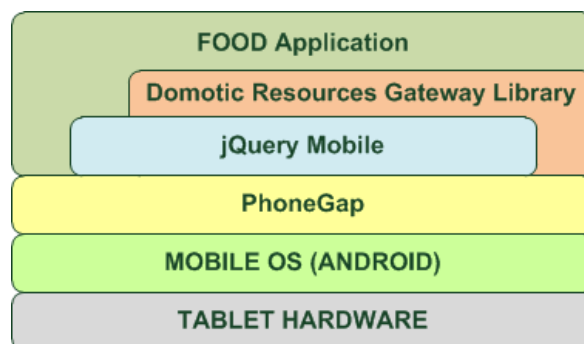 FOOD Application
Domotic Resources Gateway Library
jQuery Mobile
PhoneGap
MOBILE OS (ANDROID)
TABLET HARDWARE